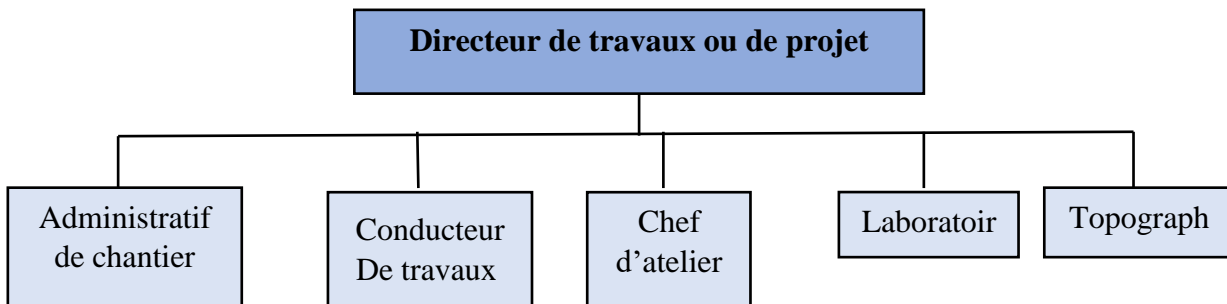 Directeur de travaux ou de projet
Administratif
de chantier
Conducteur
De travaux
Chef
d’atelier
Laboratoir
Topograph